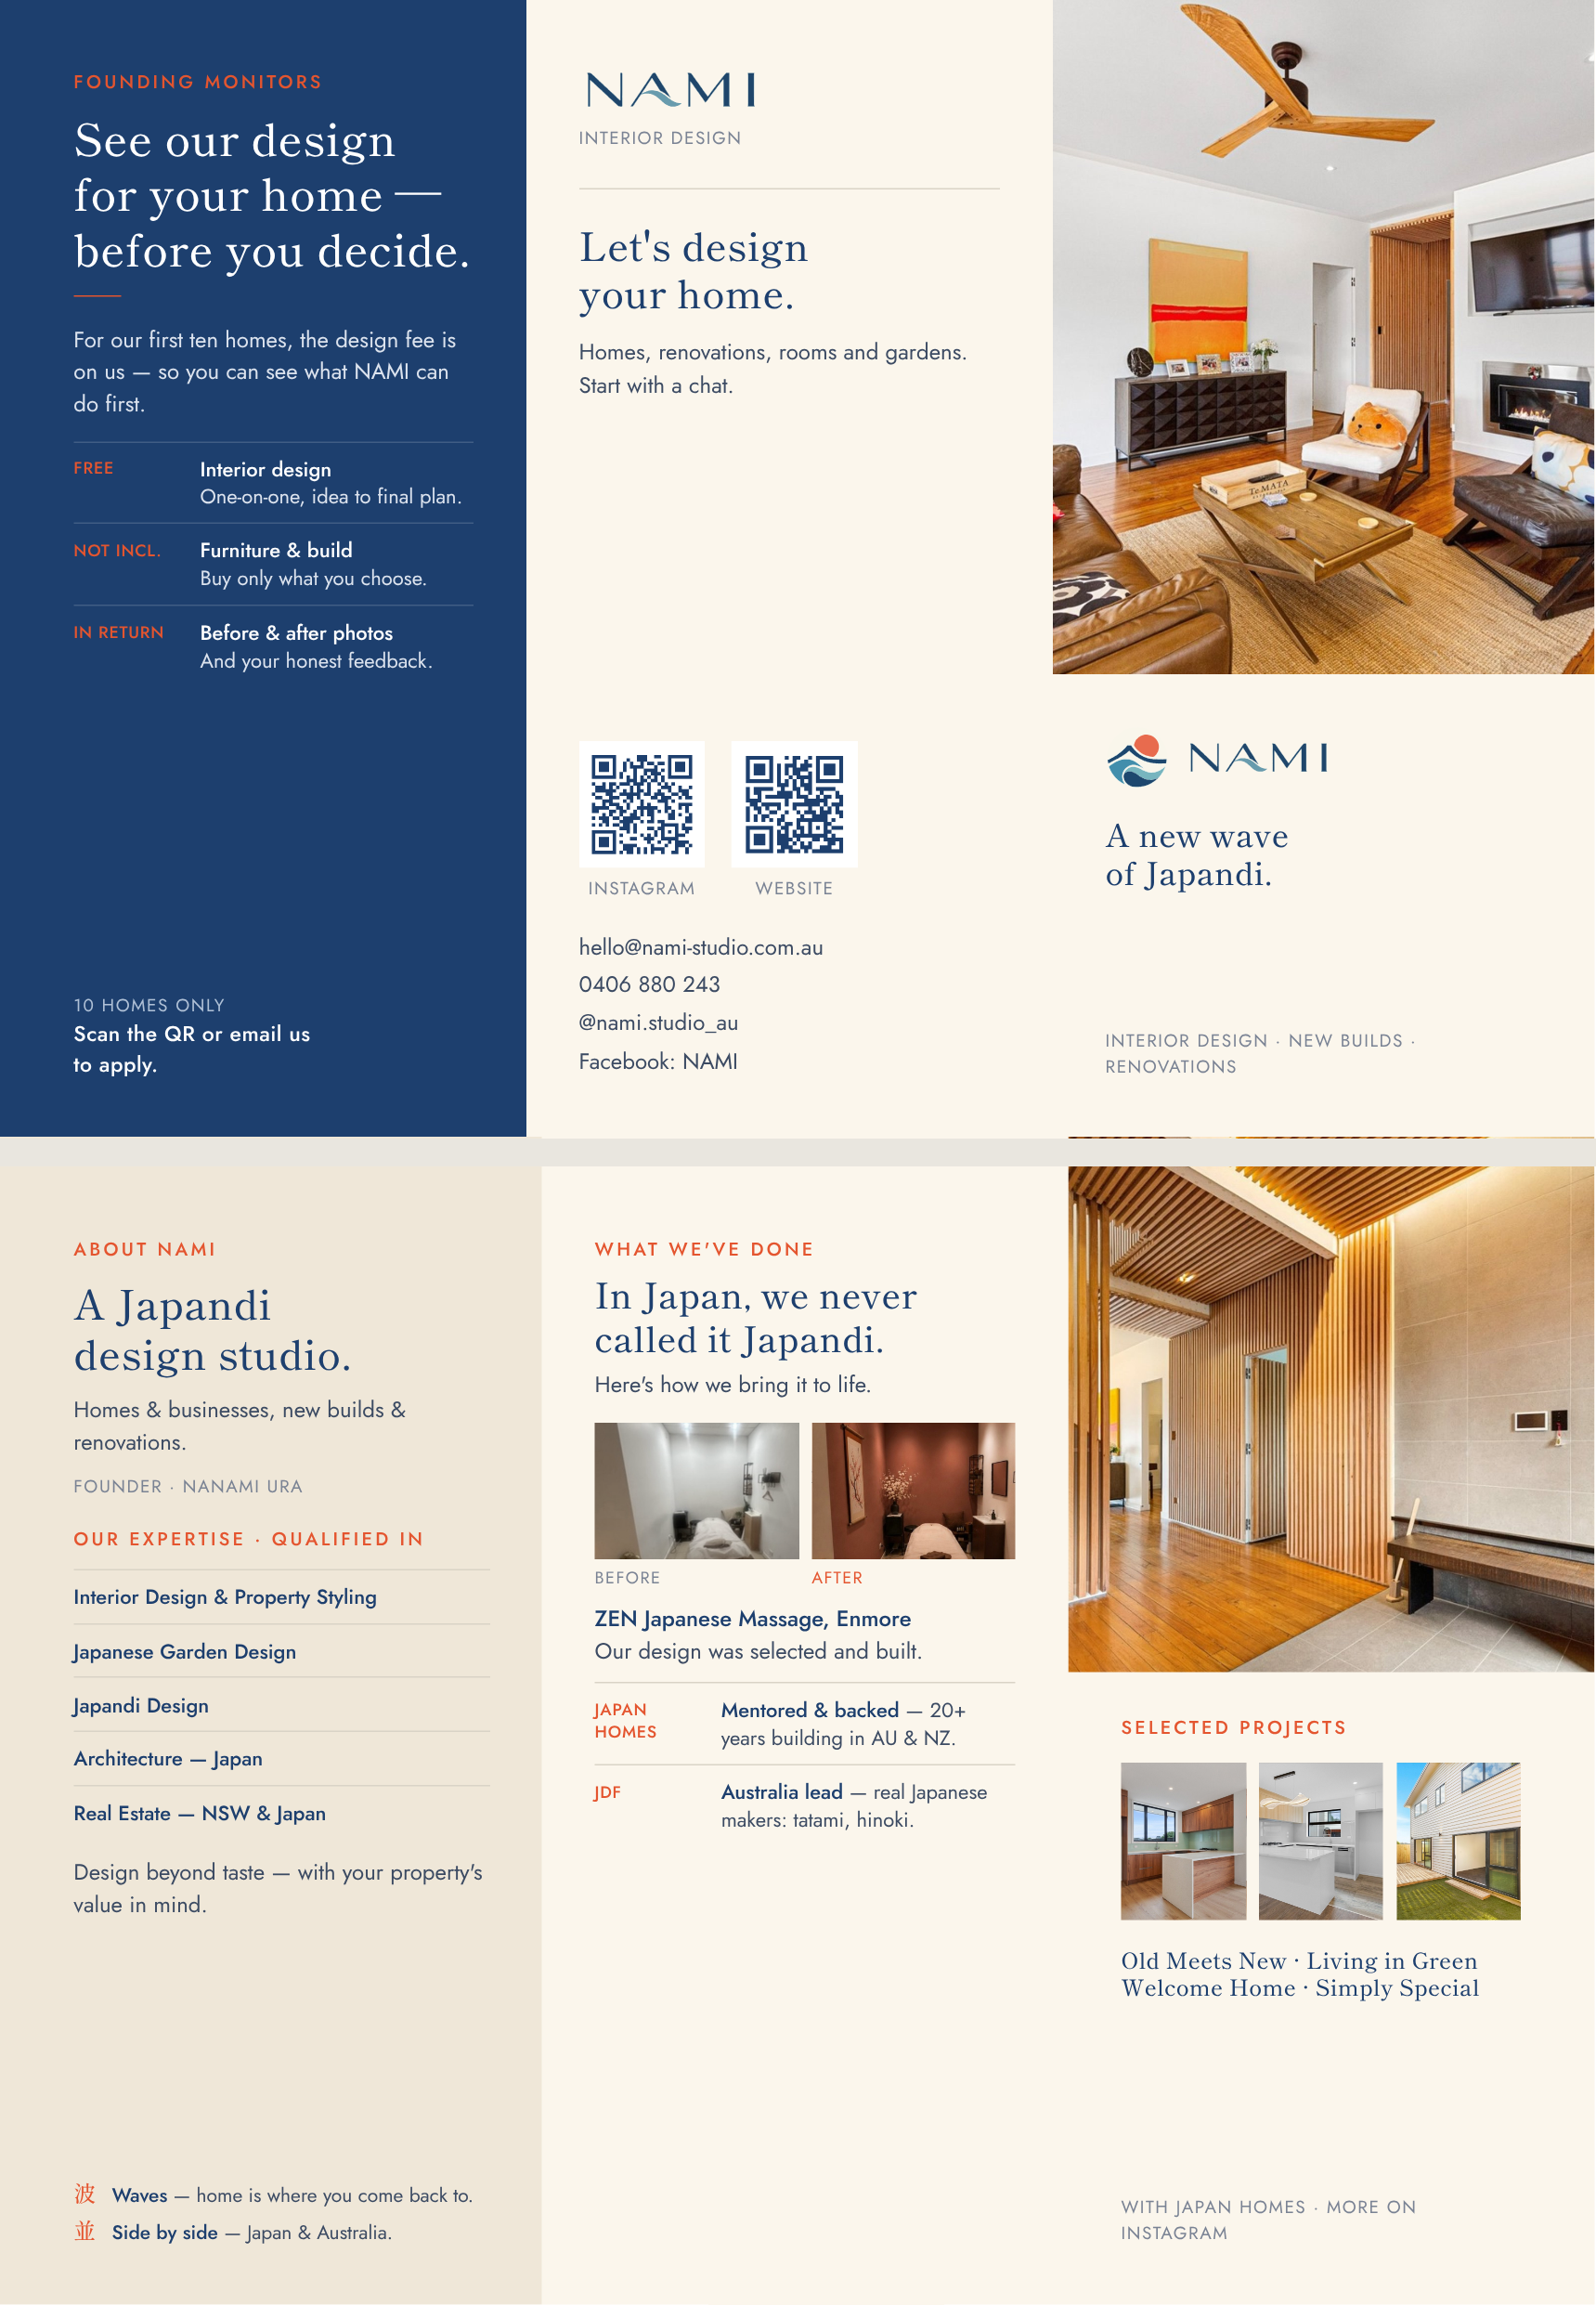 FOUNDING MONITORS
See our design
for your home —
before you decide.
For our first ten homes, the design fee is
on us — so you can see what NAMI can
do first.
FREE
Interior design
One-on-one, idea to final plan.
NOT INCL.
Furniture & build
Buy only what you choose.
IN RETURN
Before & after photos
And your honest feedback.
10 HOMES ONLY
Scan the QR or email us
to apply.
NAMI
INTERIOR DESIGN
Let's design
your home.
Homes, renovations, rooms and gardens.
Start with a chat.
INSTAGRAM
WEBSITE
hello@nami-studio.com.au
0406 880 243
@nami.studio_au
Facebook: NAMI
Te MATA
NAMI
A new wave
of Japandi.
INTERIOR DESIGN · NEW BUILDS ·
RENOVATIONS
ABOUT NAMI
A Japandi
design studio.
Homes & businesses, new builds &
renovations.
FOUNDER · NANAMI URA
OUR EXPERTISE · QUALIFIED IN
Interior Design & Property Styling
Japanese Garden Design
Japandi Design
Architecture — Japan
Real Estate — NSW & Japan
Design beyond taste — with your property's
value in mind.
波 Waves — home is where you come back to.
並 Side by side — Japan & Australia.
WHAT WE'VE DONE
In Japan, we never
called it Japandi.
Here's how we bring it to life.
BEFORE
AFTER
ZEN Japanese Massage, Enmore
Our design was selected and built.
JAPAN
HOMES
Mentored & backed — 20+
years building in AU & NZ.
JDF
Australia lead — real Japanese
makers: tatami, hinoki.
SELECTED PROJECTS
Old Meets New · Living in Green
Welcome Home · Simply Special
WITH JAPAN HOMES · MORE ON
INSTAGRAM